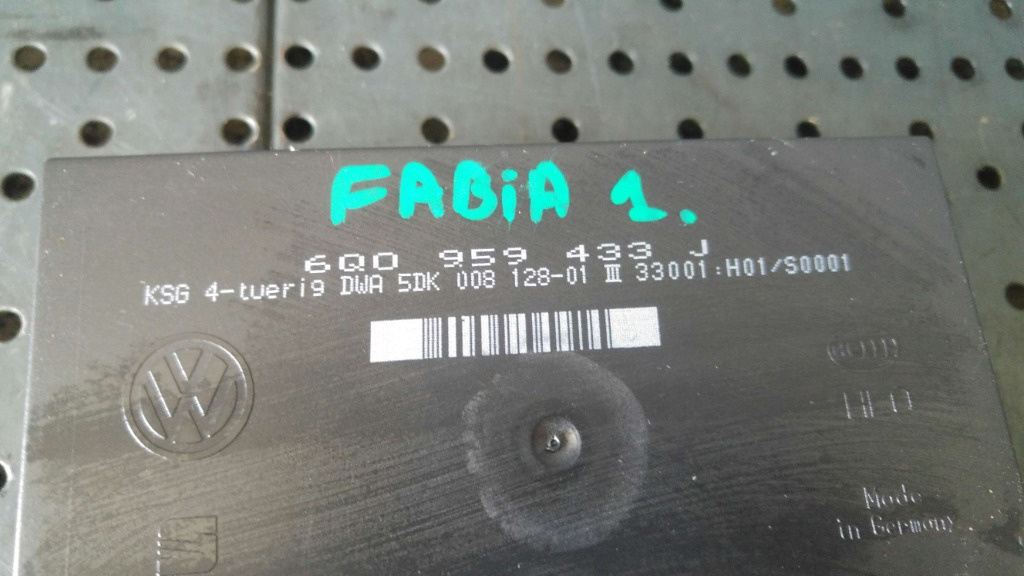 FABiA 1.
6Q0 959 433 J
KSG 4-tuerig DWA 5DK 008 128-01 III 33001:H01/S0001
Made
in Germany